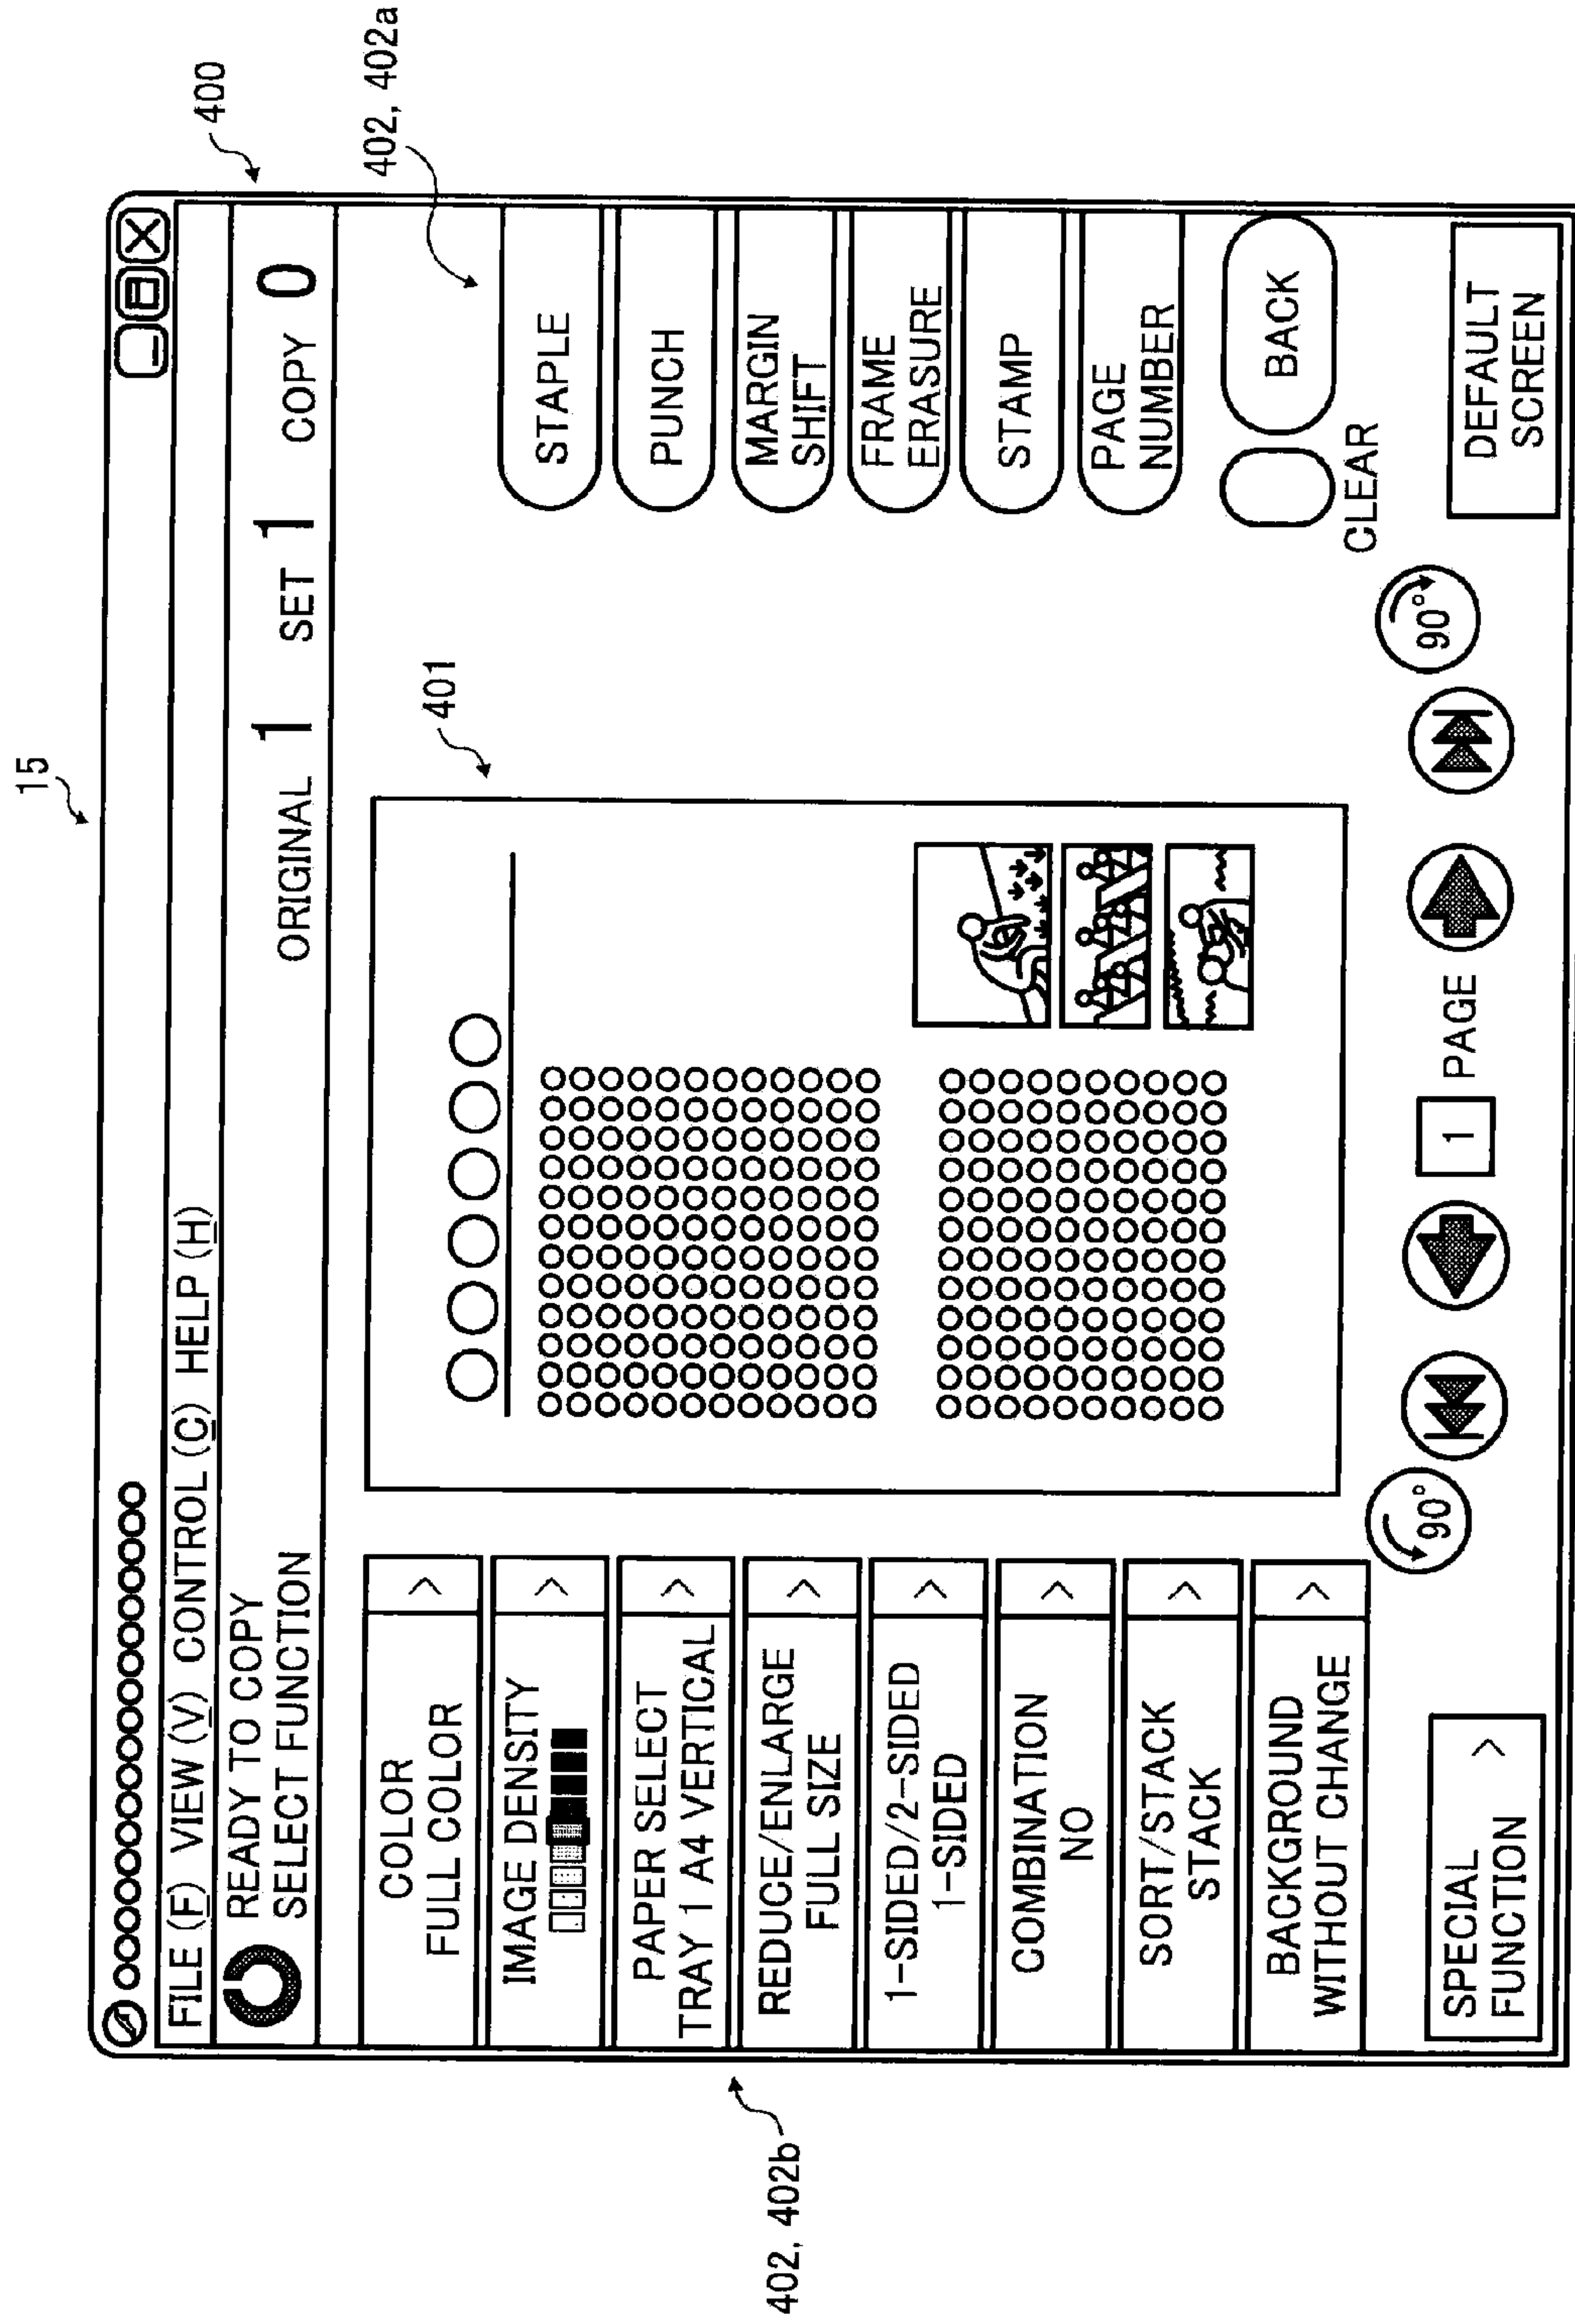 15
400
FILE (F) VIEW (V) CONTROL (C) HELP (H)
READY TO COPY
SELECT FUNCTION
ORIGINAL 1 SET 1 COPY 0
402, 402a
401
402, 402b
COLOR
FULL COLOR
>
IMAGE DENSITY
>
PAPER SELECT
TRAY 1 A4 VERTICAL
>
REDUCE/ENLARGE
FULL SIZE
>
1-SIDED/2-SIDED
1-SIDED
>
COMBINATION
NO
>
SORT/STACK
STACK
>
BACKGROUND
WITHOUT CHANGE
>
SPECIAL
FUNCTION >
STAPLE
PUNCH
MARGIN
SHIFT
FRAME
ERASURE
STAMP
PAGE
NUMBER
BACK
CLEAR
90°
1 PAGE
90°
DEFAULT
SCREEN